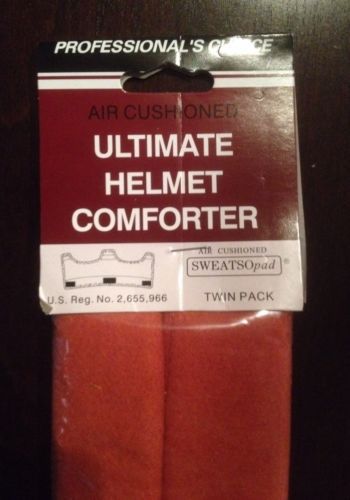 PROFESSIONAL'S CHOICE
AIR CUSHIONED
ULTIMATE
HELMET
COMFORTER
AIR CUSHIONED
SWEATSOpad®
U.S. Reg. No. 2,655,966
TWIN PACK